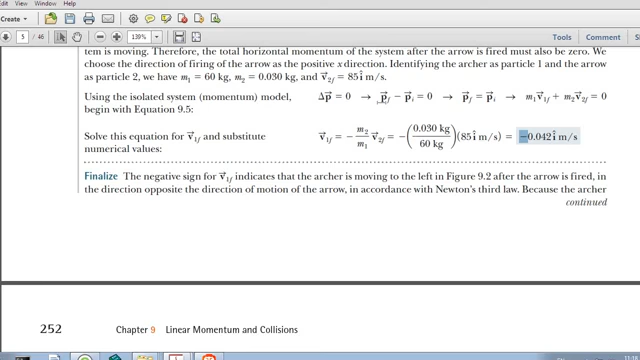 View Window Help
Create
5 / 46
139%
Tools Comment Share
tem is moving. Therefore, the total horizontal momentum of the system after the arrow is fired must also be zero. We
choose the direction of firing of the arrow as the positive x direction. Identifying the archer as particle 1 and the arrow
as particle 2, we have m₁ = 60 kg, m₂ = 0.030 kg, and v⃗₂f = 85î m/s.
Using the isolated system (momentum) model, Δp⃗ = 0 → p⃗f − p⃗i = 0 → p⃗f = p⃗i → m₁v⃗₁f + m₂v⃗₂f = 0
begin with Equation 9.5:
Solve this equation for v⃗₁f and substitute v⃗₁f = −m₂/m₁ v⃗₂f = −(0.030 kg/60 kg)(85î m/s) = −0.042î m/s
numerical values:
Finalize The negative sign for v⃗₁f indicates that the archer is moving to the left in Figure 9.2 after the arrow is fired, in
the direction opposite the direction of motion of the arrow, in accordance with Newton's third law. Because the archer
continued
252 Chapter 9 Linear Momentum and Collisions